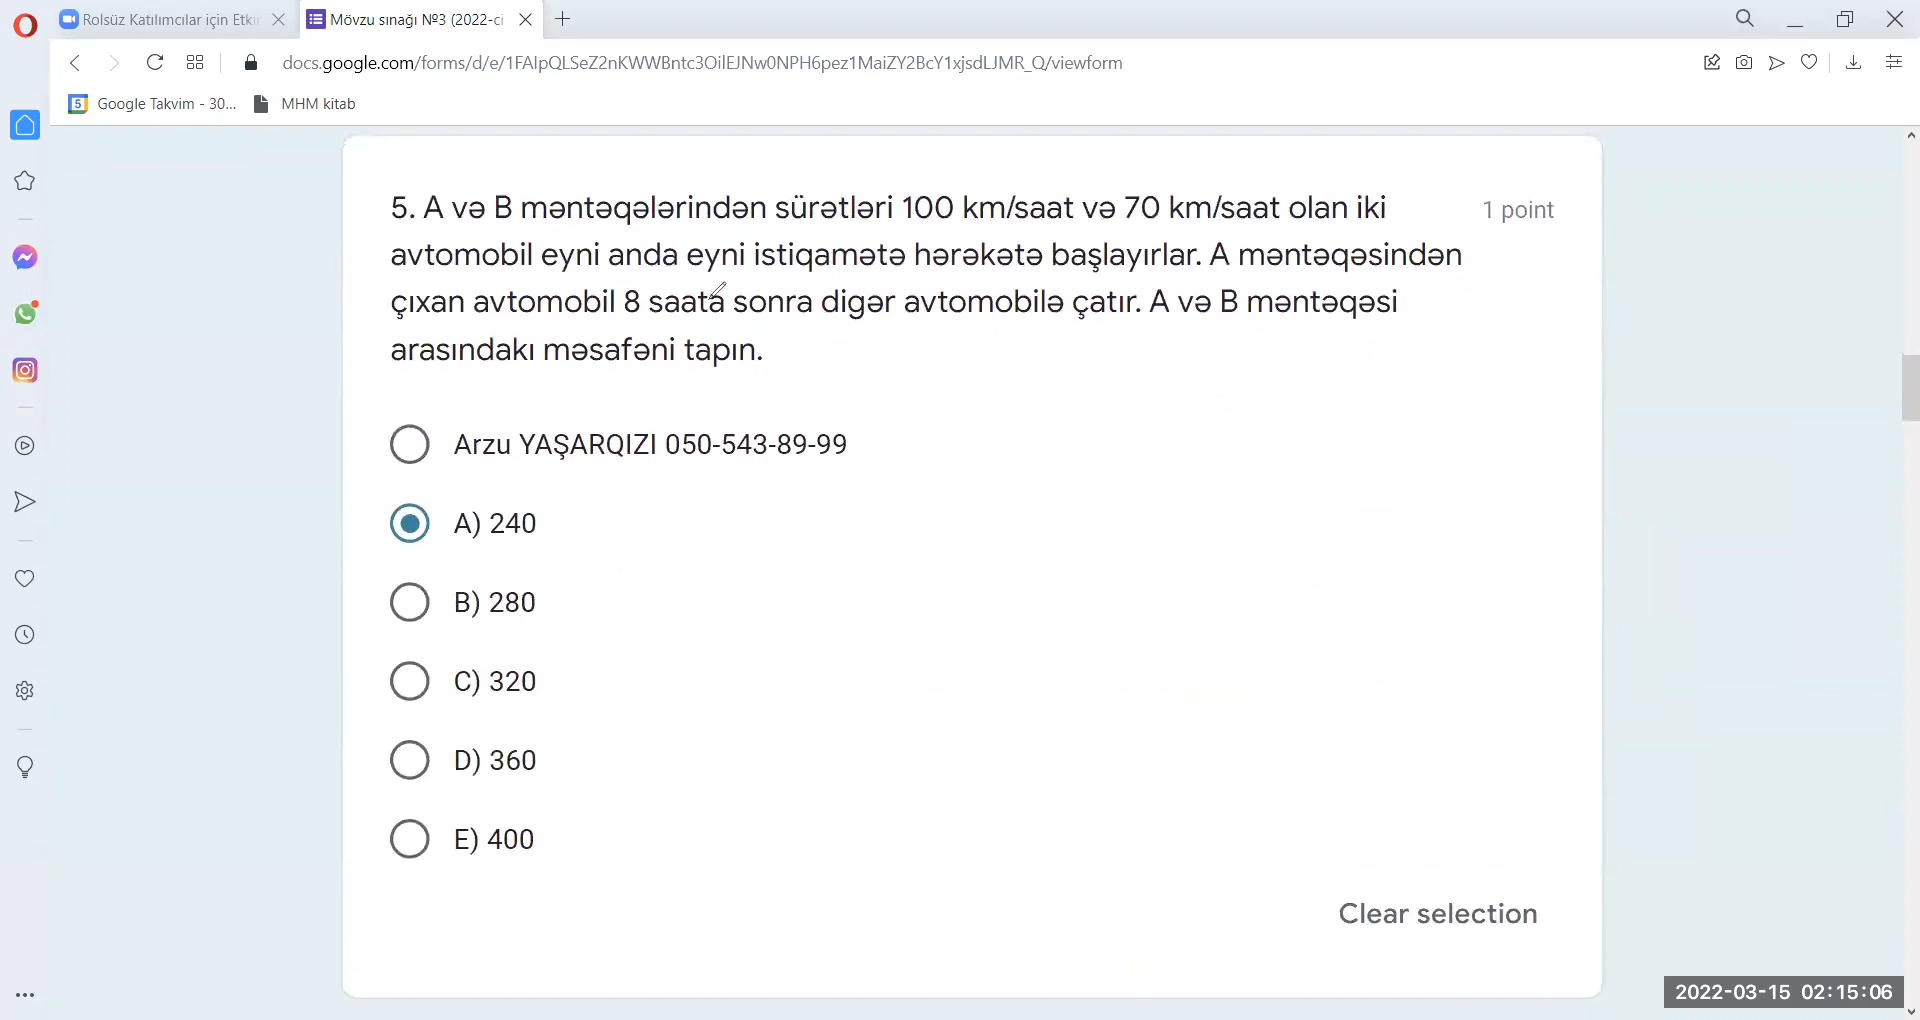 Rolsüz Katılımcılar için Etki
Mövzu sınağı №3 (2022-ci
docs.google.com/forms/d/e/1FAIpQLSeZ2nKWWBntc3OilEJNw0NPH6pez1MaiZY2BcY1xjsdLJMR_Q/viewform
5 Google Takvim - 30...
MHM kitab
5. A və B məntəqələrindən sürətləri 100 km/saat və 70 km/saat olan iki
1 point
avtomobil eyni anda eyni istiqamətə hərəkətə başlayırlar. A məntəqəsindən
çıxan avtomobil 8 saata sonra digər avtomobilə çatır. A və B məntəqəsi
arasındakı məsafəni tapın.
Arzu YAŞARQIZI 050-543-89-99
A) 240
B) 280
C) 320
D) 360
E) 400
Clear selection
2022-03-15 02:15:06